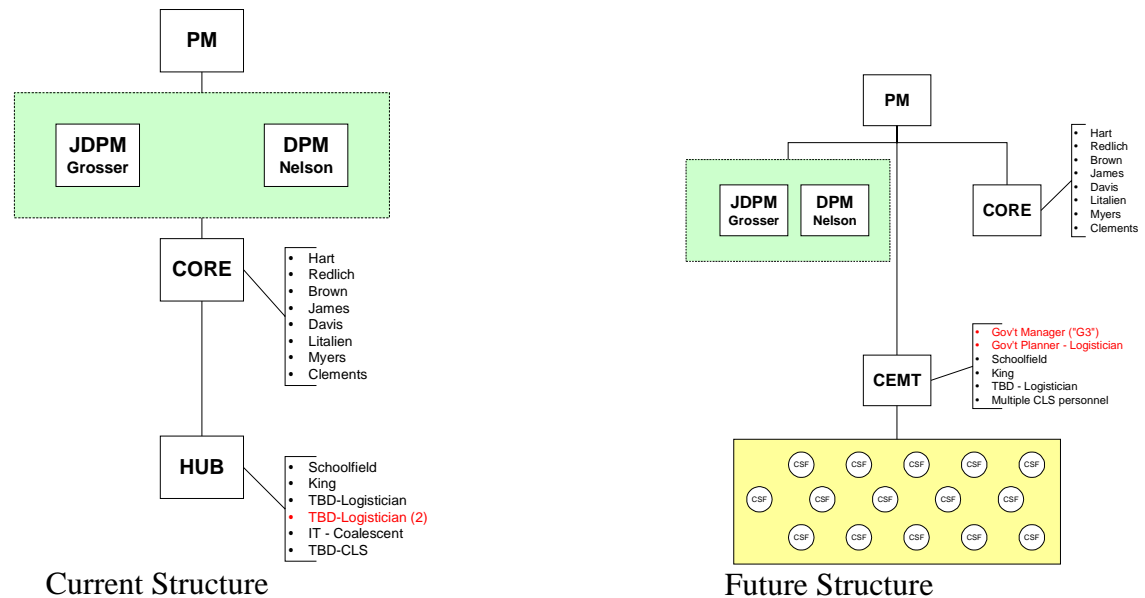 PM
JDPM
Grosser
DPM
Nelson
CORE
• Hart
• Redlich
• Brown
• James
• Davis
• Litalien
• Myers
• Clements
HUB
• Schoolfield
• King
• TBD-Logistician
• TBD-Logistician (2)
• IT - Coalescent
• TBD-CLS
Current Structure
PM
JDPM
Grosser
DPM
Nelson
CORE
• Hart
• Redlich
• Brown
• James
• Davis
• Litalien
• Myers
• Clements
CEMT
• Gov't Manager ("G3")
• Gov't Planner - Logistician
• Schoolfield
• King
• TBD - Logistician
• Multiple CLS personnel
CSF CSF CSF CSF CSF
CSF CSF CSF CSF CSF
CSF CSF CSF CSF CSF
Future Structure